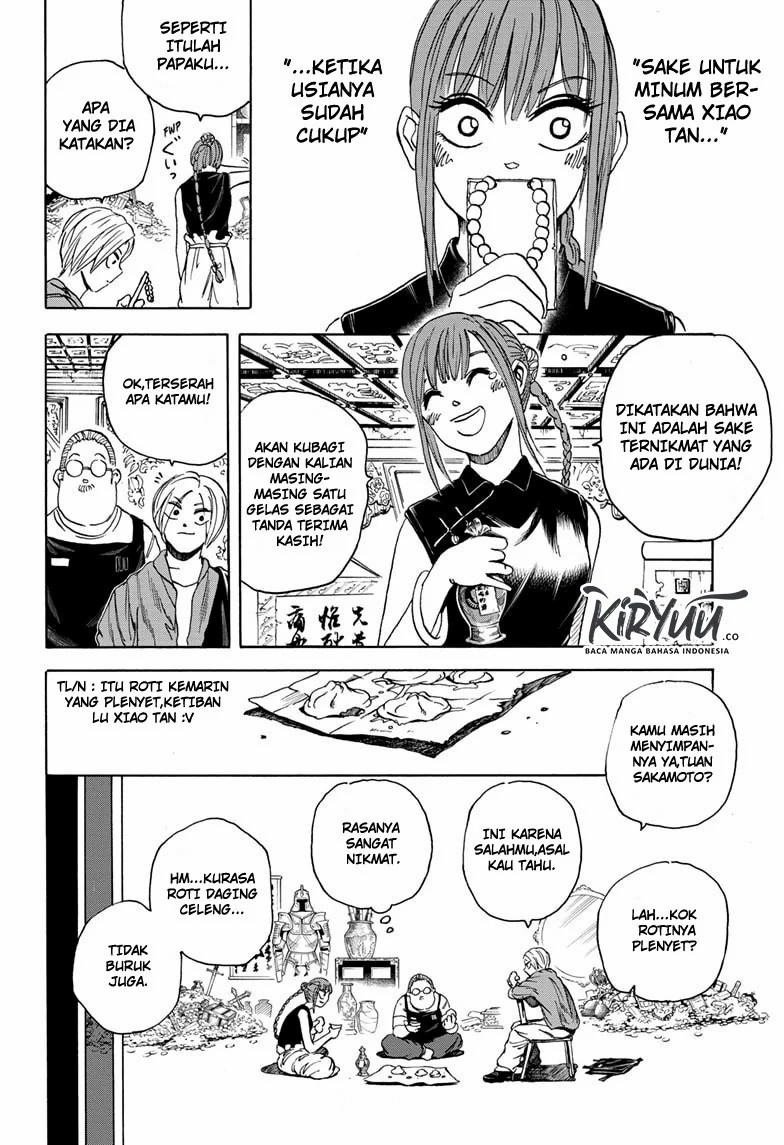 "SAKE UNTUK
MINUM BER-
SAMA XIAO
TAN..."
"...KETIKA
USIANYA
SUDAH
CUKUP"
SEPERTI
ITULAH
PAPAKU...
FWP
ぐいっ
APA
YANG DIA
KATAKAN?
DIKATAKAN BAHWA
INI ADALAH SAKE
TERNIKMAT YANG
ADA DI DUNIA!
AKAN KUBAGI
DENGAN KALIAN
MASING-
MASING SATU
GELAS SEBAGAI
TANDA TERIMA
KASIH!
OK,TERSERAH
APA KATAMU!
KIRYUU.CO
BACA MANGA BAHASA INDONESIA
TL/N : ITU ROTI KEMARIN
YANG PLENYET,KETIBAN
LU XIAO TAN :V
KAMU MASIH
MENYIMPAN-
NYA YA,TUAN
SAKAMOTO?
LAH...KOK
ROTINYA
PLENYET?
INI KARENA
SALAHMU,ASAL
KAU TAHU.
RASANYA
SANGAT
NIKMAT.
HM...KURASA
ROTI DAGING
CELENG...
TIDAK
BURUK
JUGA.